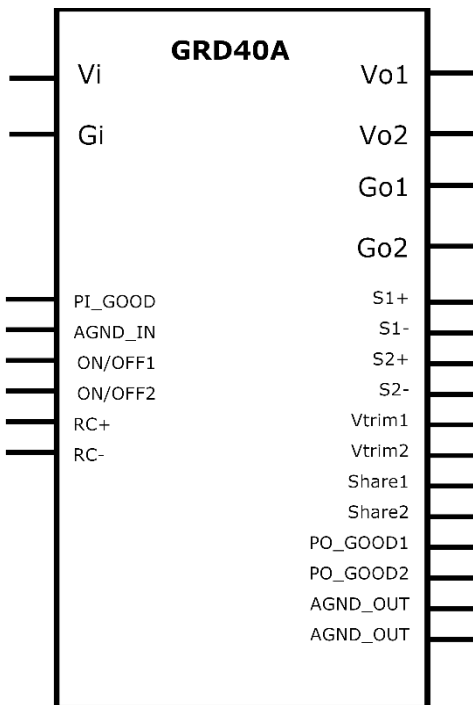 GRD40A
Vi
Gi
PI_GOOD
AGND_IN
ON/OFF1
ON/OFF2
RC+
RC-
Vo1
Vo2
Go1
Go2
S1+
S1-
S2+
S2-
Vtrim1
Vtrim2
Share1
Share2
PO_GOOD1
PO_GOOD2
AGND_OUT
AGND_OUT